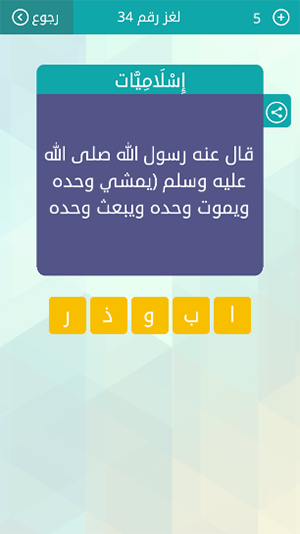 رجوع لغز رقم 34 5
إِسْلَامِيَّات
قال عنه رسول الله صلى الله
عليه وسلم (يمشي وحده
ويموت وحده ويبعث وحده
ا ب و ذ ر